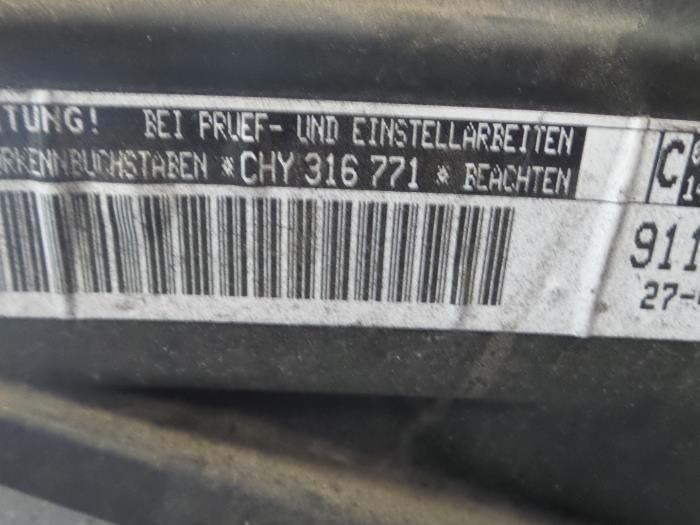 TUNG! BEI PRUEF- UND EINSTELLARBEITEN
RKENNBUCHSTABEN *CHY 316 771* BEACHTEN
911
27-